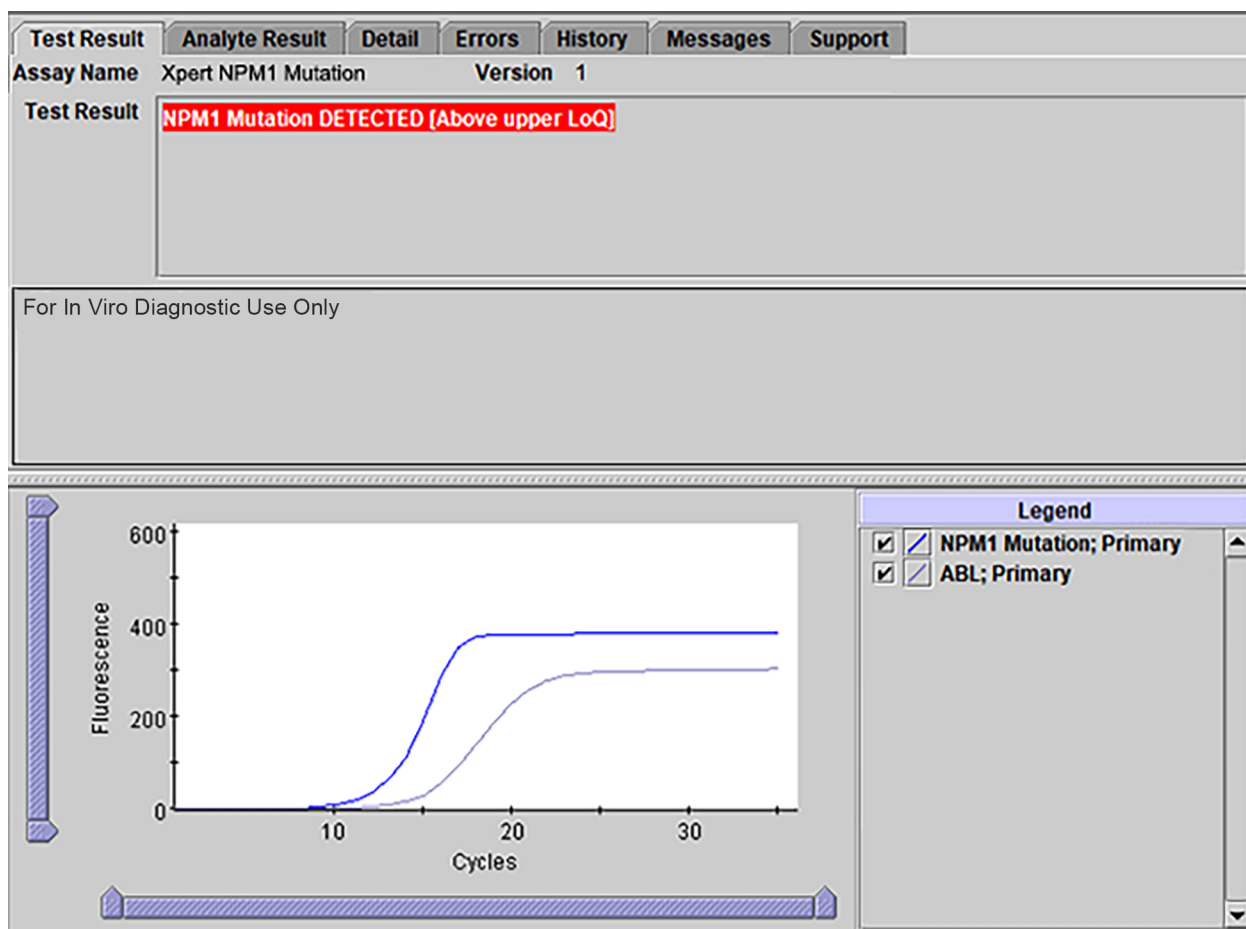 Test Result Analyte Result Detail Errors History Messages Support
Assay Name Xpert NPM1 Mutation Version 1
Test Result NPM1 Mutation DETECTED [Above upper LoQ]
For In Viro Diagnostic Use Only
Legend
NPM1 Mutation; Primary
ABL; Primary
600
400
200
0
Fluorescence
10 20 30
Cycles